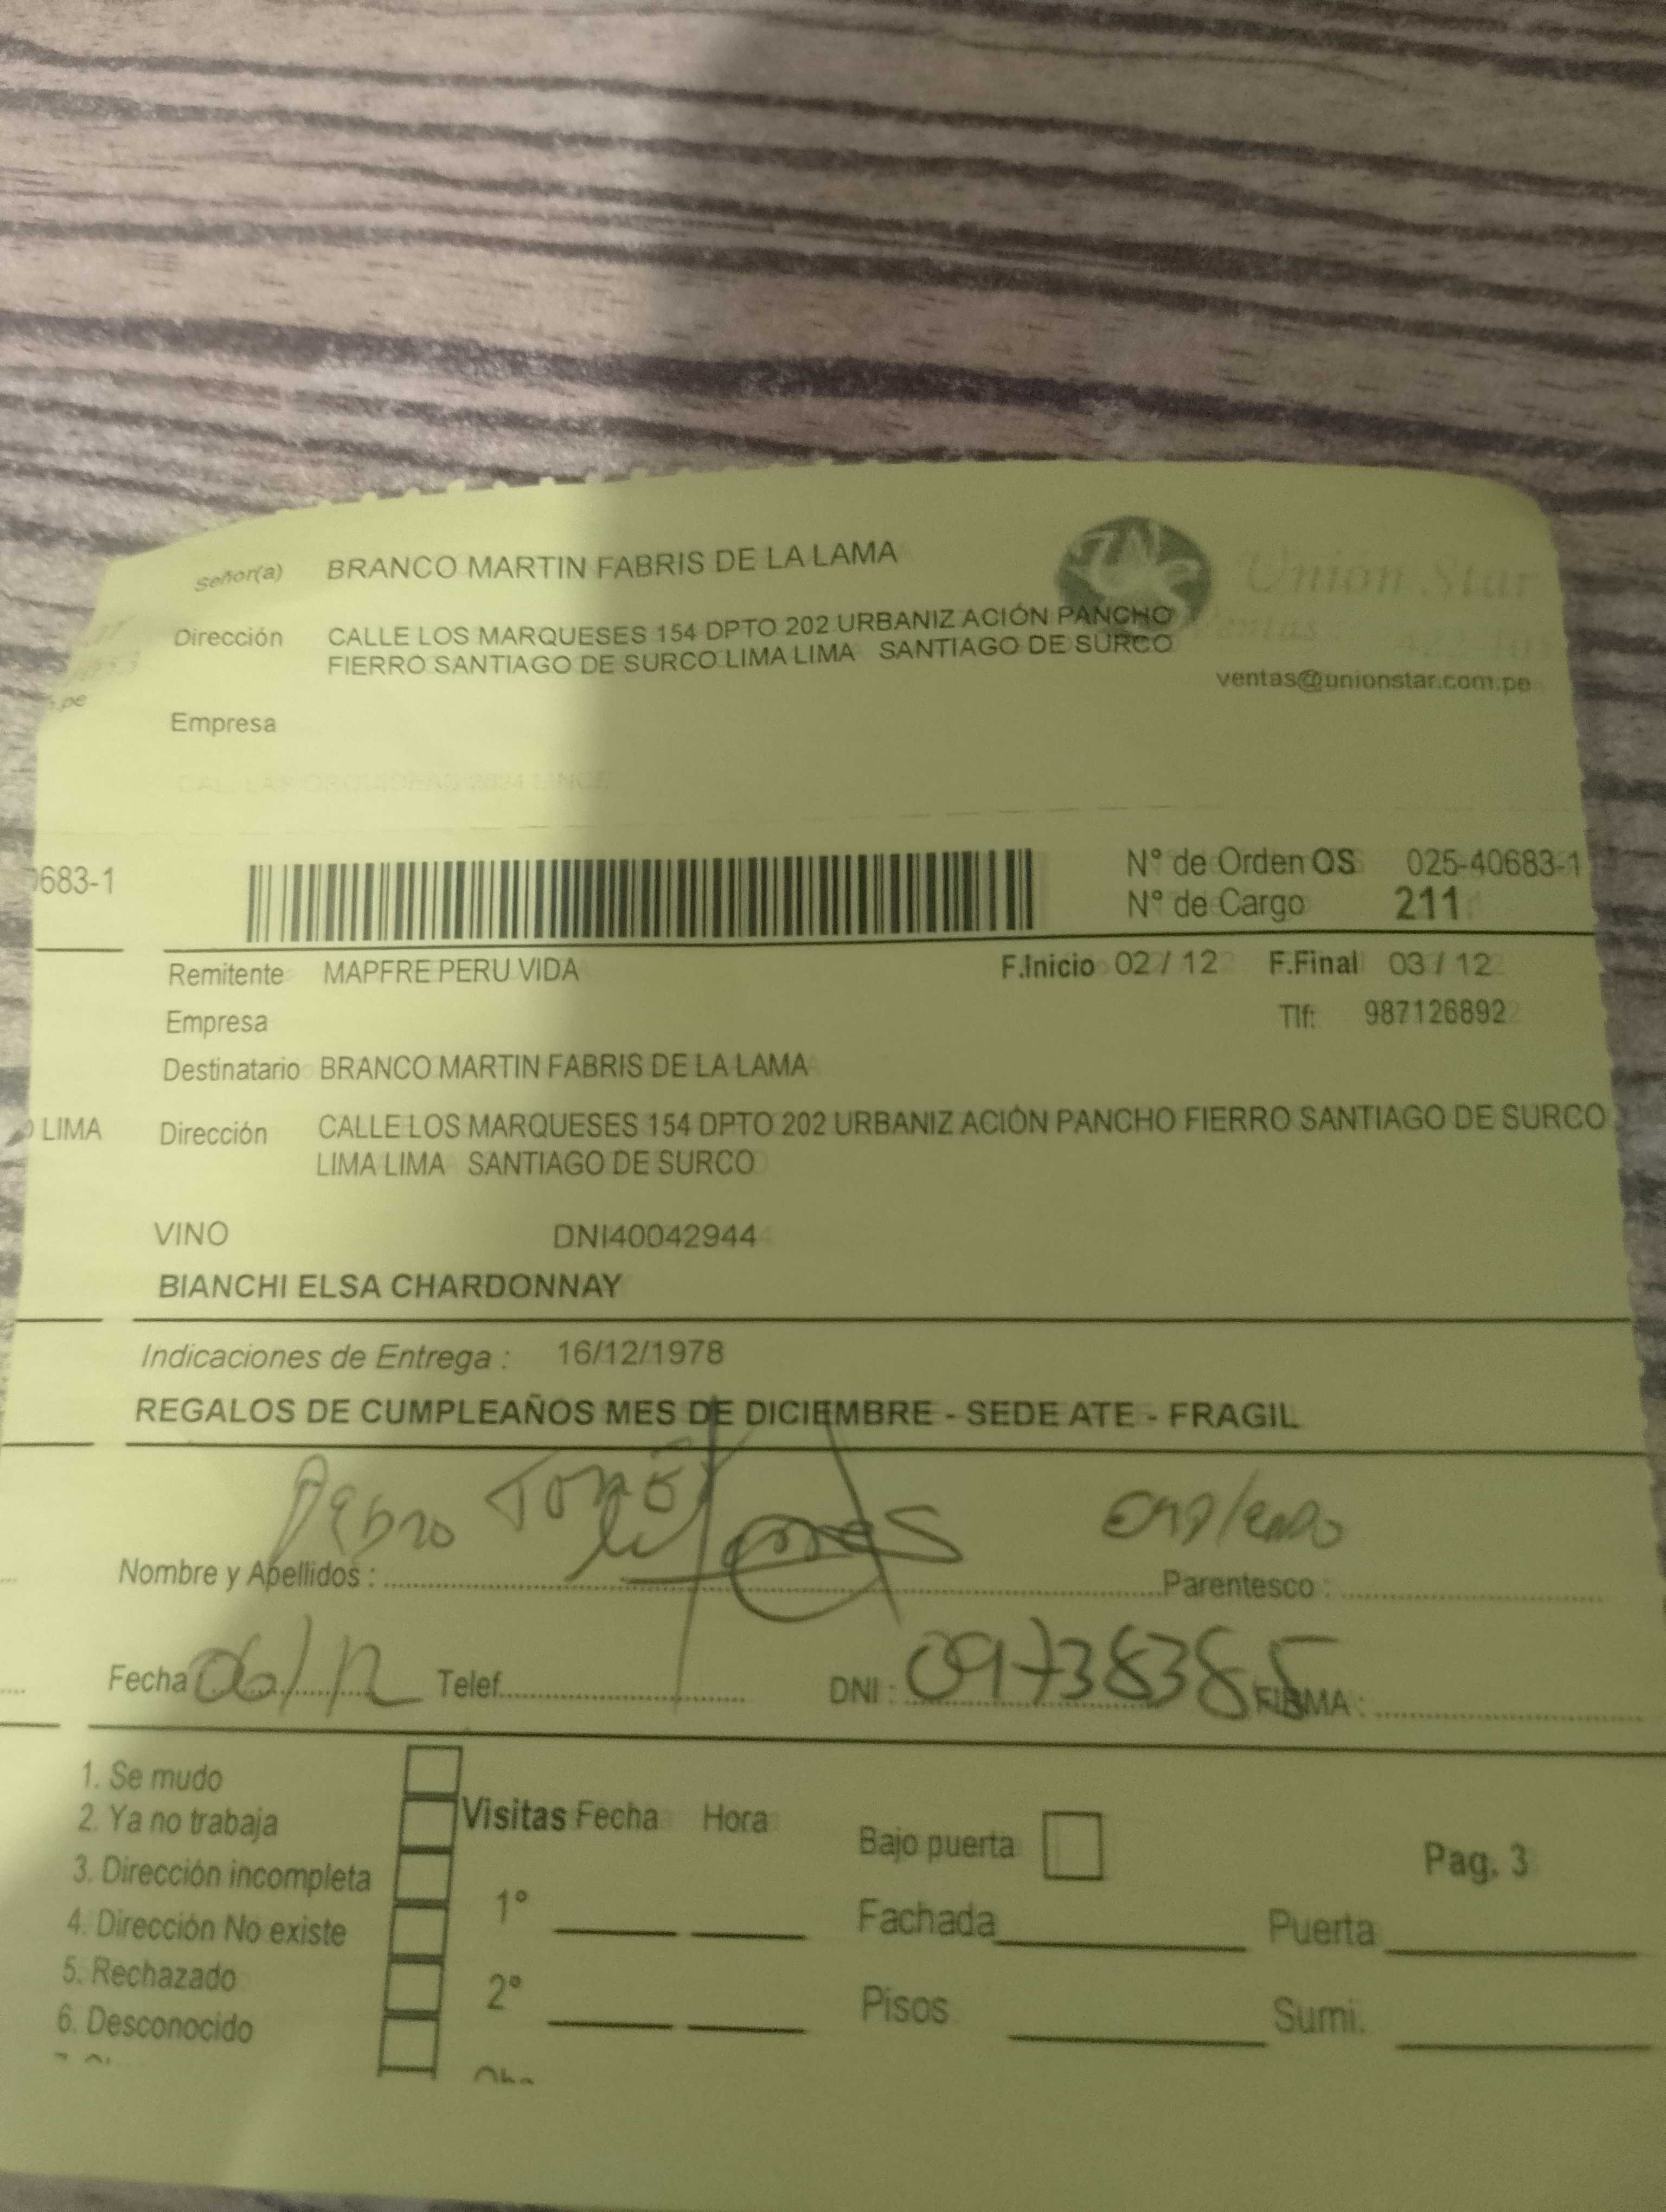 Señor(a) BRANCO MARTIN FABRIS DE LA LAMA
Union Star
Dirección CALLE LOS MARQUESES 154 DPTO 202 URBANIZ ACIÓN PANCHO
FIERRO SANTIAGO DE SURCO LIMA LIMA SANTIAGO DE SURCO
ventas@unionstar.com.pe
Empresa
0683-1
N° de Orden OS 025-40683-1
N° de Cargo 211
Remitente MAPFRE PERU VIDA F.Inicio 02 / 12 F.Final 03 / 12
Empresa Tlf: 987126892
Destinatario BRANCO MARTIN FABRIS DE LA LAMA
LIMA Dirección CALLE LOS MARQUESES 154 DPTO 202 URBANIZ ACIÓN PANCHO FIERRO SANTIAGO DE SURCO
LIMA LIMA SANTIAGO DE SURCO
VINO DNI40042944
BIANCHI ELSA CHARDONNAY
Indicaciones de Entrega : 16/12/1978
REGALOS DE CUMPLEAÑOS MES DE DICIEMBRE - SEDE ATE - FRAGIL
Pedro
Nombre y Apellidos : Parentesco :
Fecha 06/12 Telef. DNI : 09738385 FIRMA :
1. Se mudo
2. Ya no trabaja Visitas Fecha Hora Bajo puerta Pag. 3
3. Dirección incompleta
4. Dirección No existe 1° Fachada Puerta
5. Rechazado
6. Desconocido 2° Pisos Sumi.